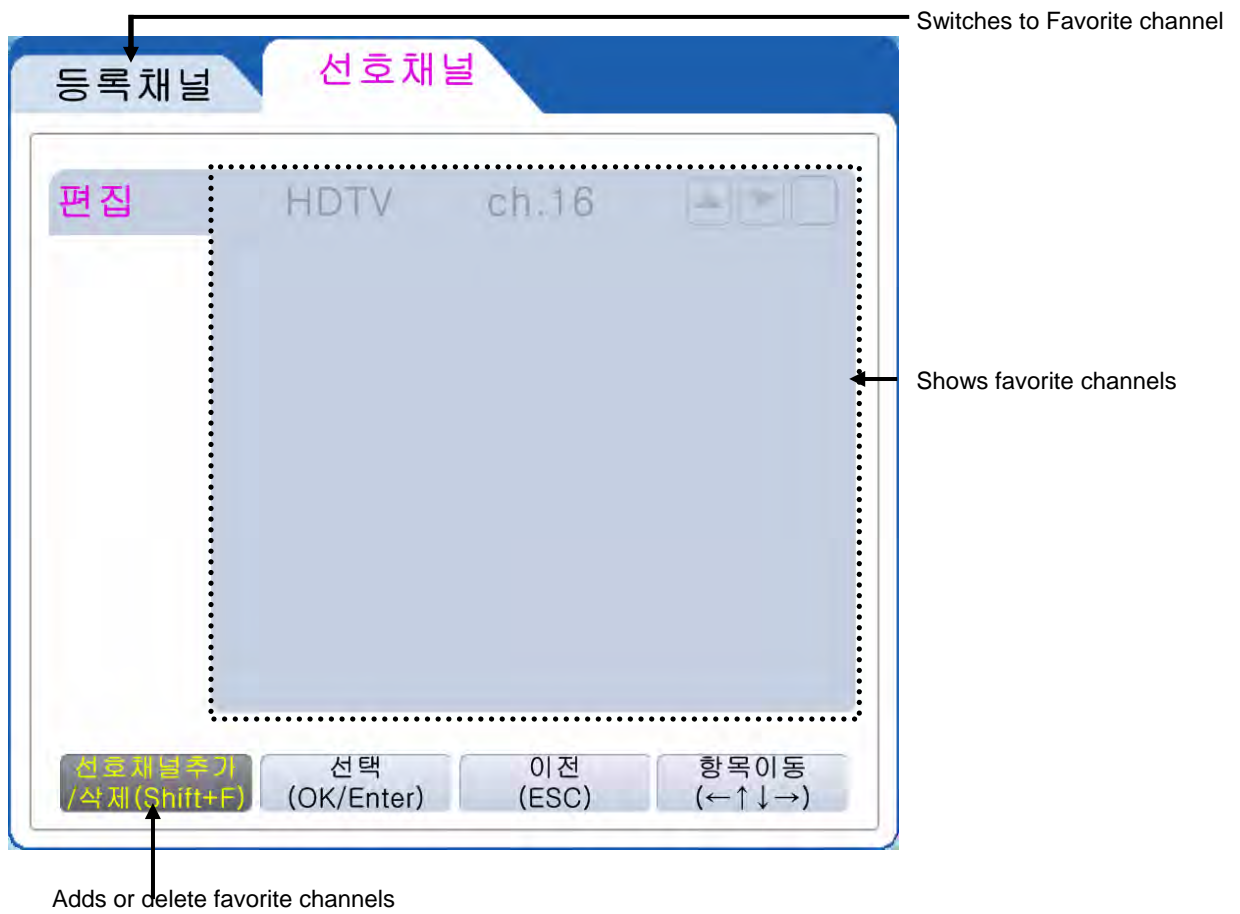 Switches to Favorite channel
등록채널 선호채널
편집 HDTV ch.16
Shows favorite channels
선호채널추가 선택 이전 항목이동
/삭제(Shift+F) (OK/Enter) (ESC) (←↑↓→)
Adds or delete favorite channels